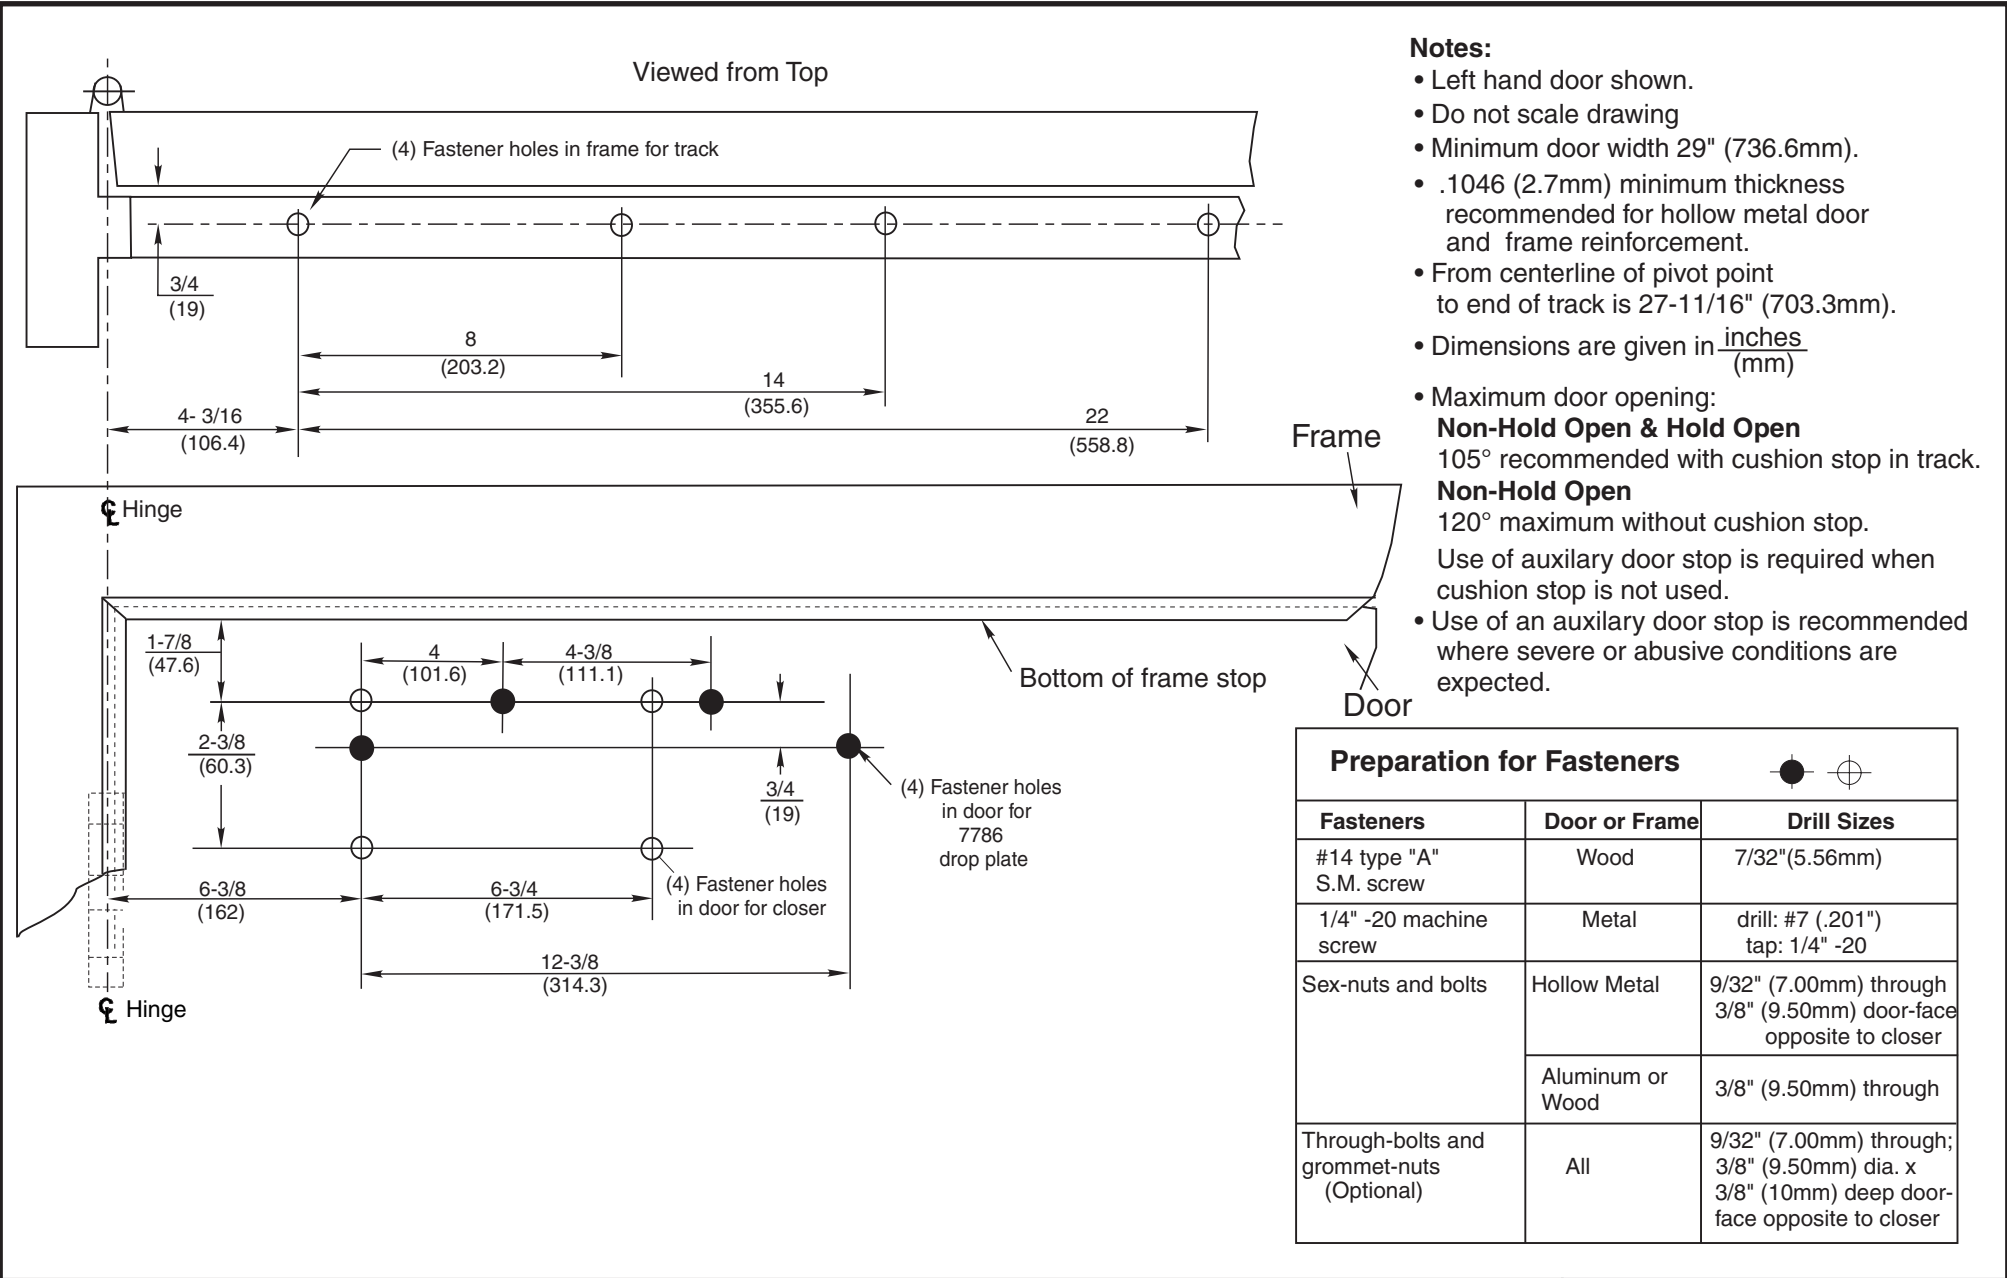 Viewed from Top
(4) Fastener holes in frame for track
3/4
(19)
8
(203.2)
14
(355.6)
4- 3/16
(106.4)
22
(558.8)
Frame
℄ Hinge
1-7/8
(47.6)
4
(101.6)
4-3/8
(111.1)
Bottom of frame stop
Door
2-3/8
(60.3)
3/4
(19)
(4) Fastener holes
in door for
7786
drop plate
6-3/8
(162)
6-3/4
(171.5)
(4) Fastener holes
in door for closer
12-3/8
(314.3)
℄ Hinge
Notes:
• Left hand door shown.
• Do not scale drawing
• Minimum door width 29" (736.6mm).
• .1046 (2.7mm) minimum thickness
recommended for hollow metal door
and frame reinforcement.
• From centerline of pivot point
to end of track is 27-11/16" (703.3mm).
• Dimensions are given in inches
(mm)
• Maximum door opening:
Non-Hold Open & Hold Open
105° recommended with cushion stop in track.
Non-Hold Open
120° maximum without cushion stop.
Use of auxilary door stop is required when
cushion stop is not used.
• Use of an auxilary door stop is recommended
where severe or abusive conditions are
expected.
Preparation for Fasteners
Fasteners
Door or Frame
Drill Sizes
#14 type "A"
S.M. screw
Wood
7/32"(5.56mm)
1/4" -20 machine
screw
Metal
drill: #7 (.201")
tap: 1/4" -20
Sex-nuts and bolts
Hollow Metal
9/32" (7.00mm) through
3/8" (9.50mm) door-face
opposite to closer
Aluminum or
Wood
3/8" (9.50mm) through
Through-bolts and
grommet-nuts
(Optional)
All
9/32" (7.00mm) through;
3/8" (9.50mm) dia. x
3/8" (10mm) deep door-
face opposite to closer